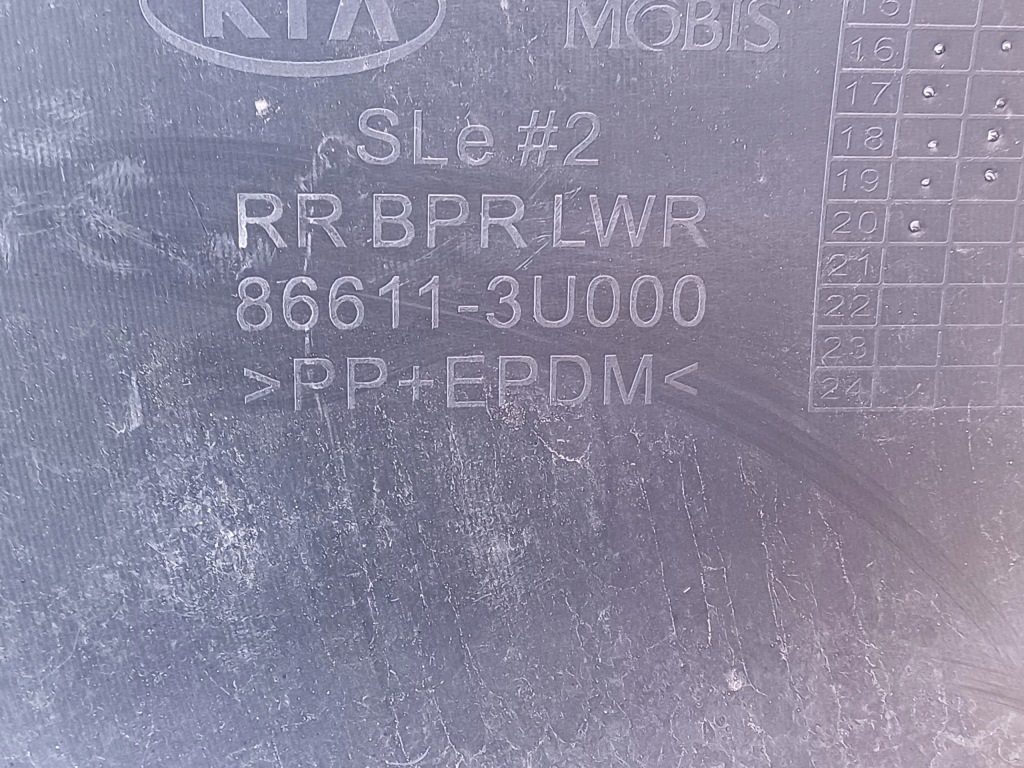 KIA MOBIS
SLe #2
RR BPR LWR
86611-3U000
>PP+EPDM<
15
16
17
18
19
20
21
22
23
24